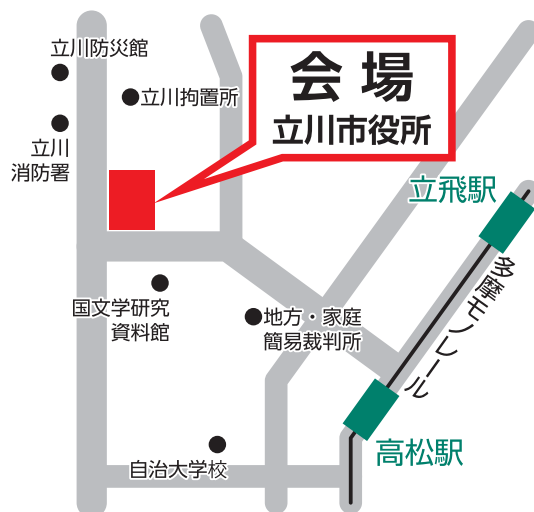 立川防災館
立川拘置所
会場
立川市役所
立川
消防署
立飛駅
多摩モノレール
国文学研究
資料館
地方・家庭
簡易裁判所
高松駅
自治大学校